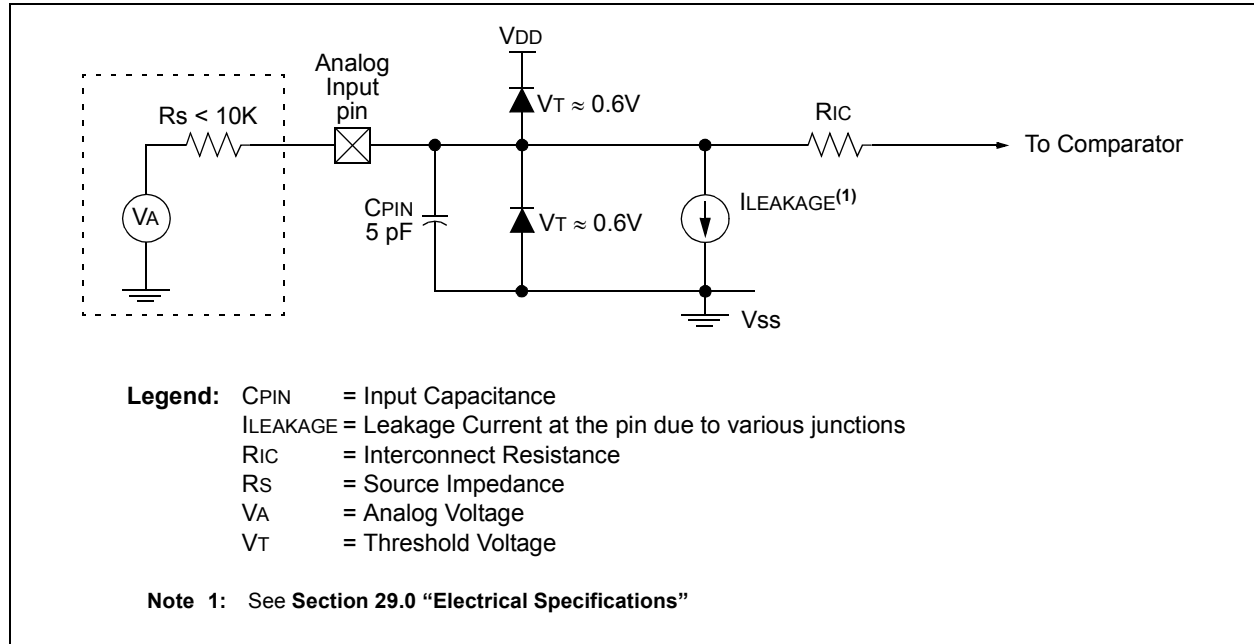 VDD
Analog
Input
pin
Rs < 10K
VT ≈ 0.6V
RIC
To Comparator
VA
CPIN
5 pF
VT ≈ 0.6V
ILEAKAGE(1)
Vss
Legend: CPIN = Input Capacitance
ILEAKAGE = Leakage Current at the pin due to various junctions
RIC = Interconnect Resistance
RS = Source Impedance
VA = Analog Voltage
VT = Threshold Voltage
Note 1: See Section 29.0 “Electrical Specifications”